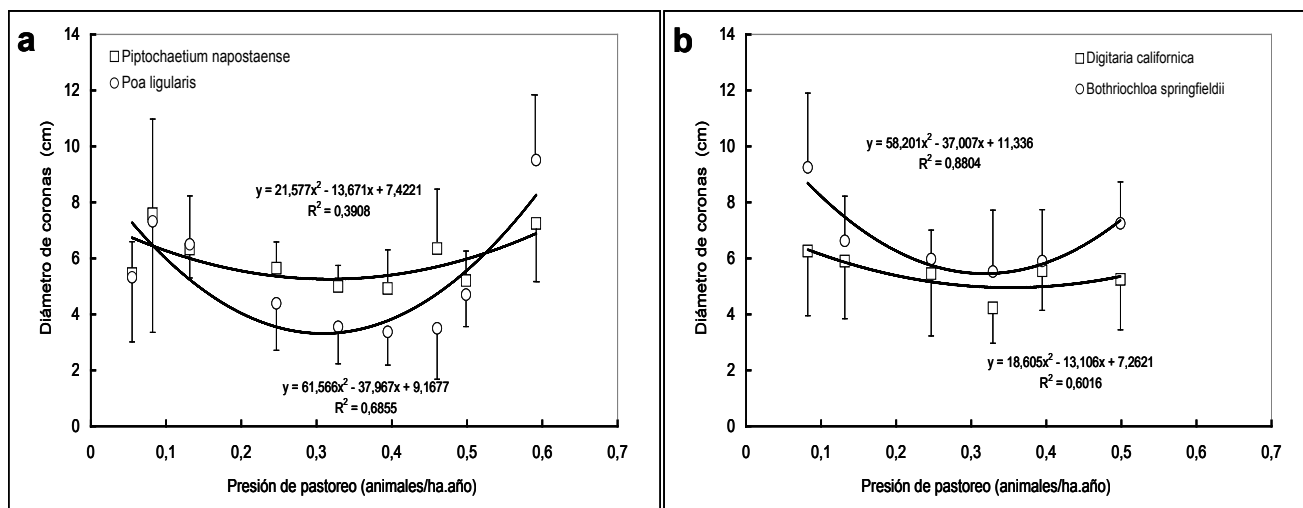 a
14
12
10
8
6
4
2
0
Diámetro de coronas (cm)
Piptochaetium napostaense
Poa ligularis
y = 21,577x² - 13,671x + 7,4221
R² = 0,3908
y = 61,566x² - 37,967x + 9,1677
R² = 0,6855
0 0,1 0,2 0,3 0,4 0,5 0,6 0,7
Presión de pastoreo (animales/ha.año)
b
14
12
10
8
6
4
2
0
Diámetro de coronas (cm)
Digitaria californica
Bothriochloa springfieldii
y = 58,201x² - 37,007x + 11,336
R² = 0,8804
y = 18,605x² - 13,106x + 7,2621
R² = 0,6016
0 0,1 0,2 0,3 0,4 0,5 0,6 0,7
Presión de pastoreo (animales/ha.año)